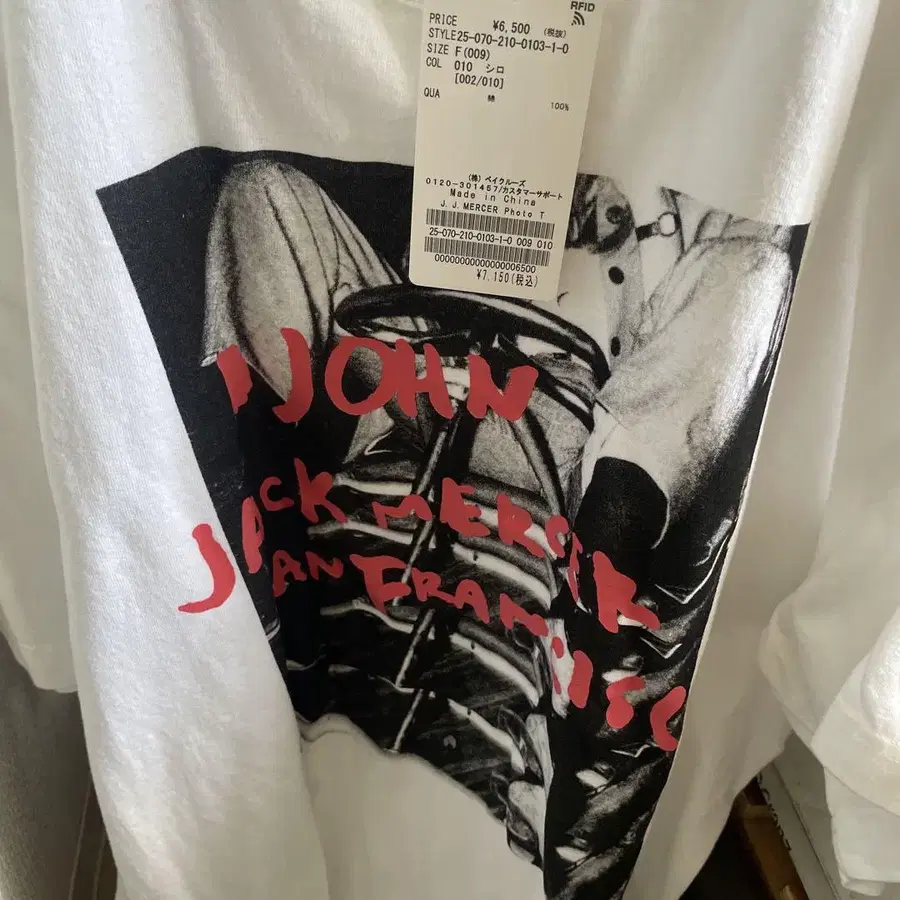 RFID
PRICE ¥6,500 (税抜)
STYLE25-070-210-0103-1-0
SIZE F(009)
COL 010 シロ
[002/010]
QUA 綿 100%
(株)ベイクルーズ
0120-301457/カスタマーサポート
Made in China
J. J. MERCER Photo T
25-070-210-0103-1-0 009 010
00000000000000006500
¥7,150(税込)
JOHN
JACK MERCER
SAN FRANCISC